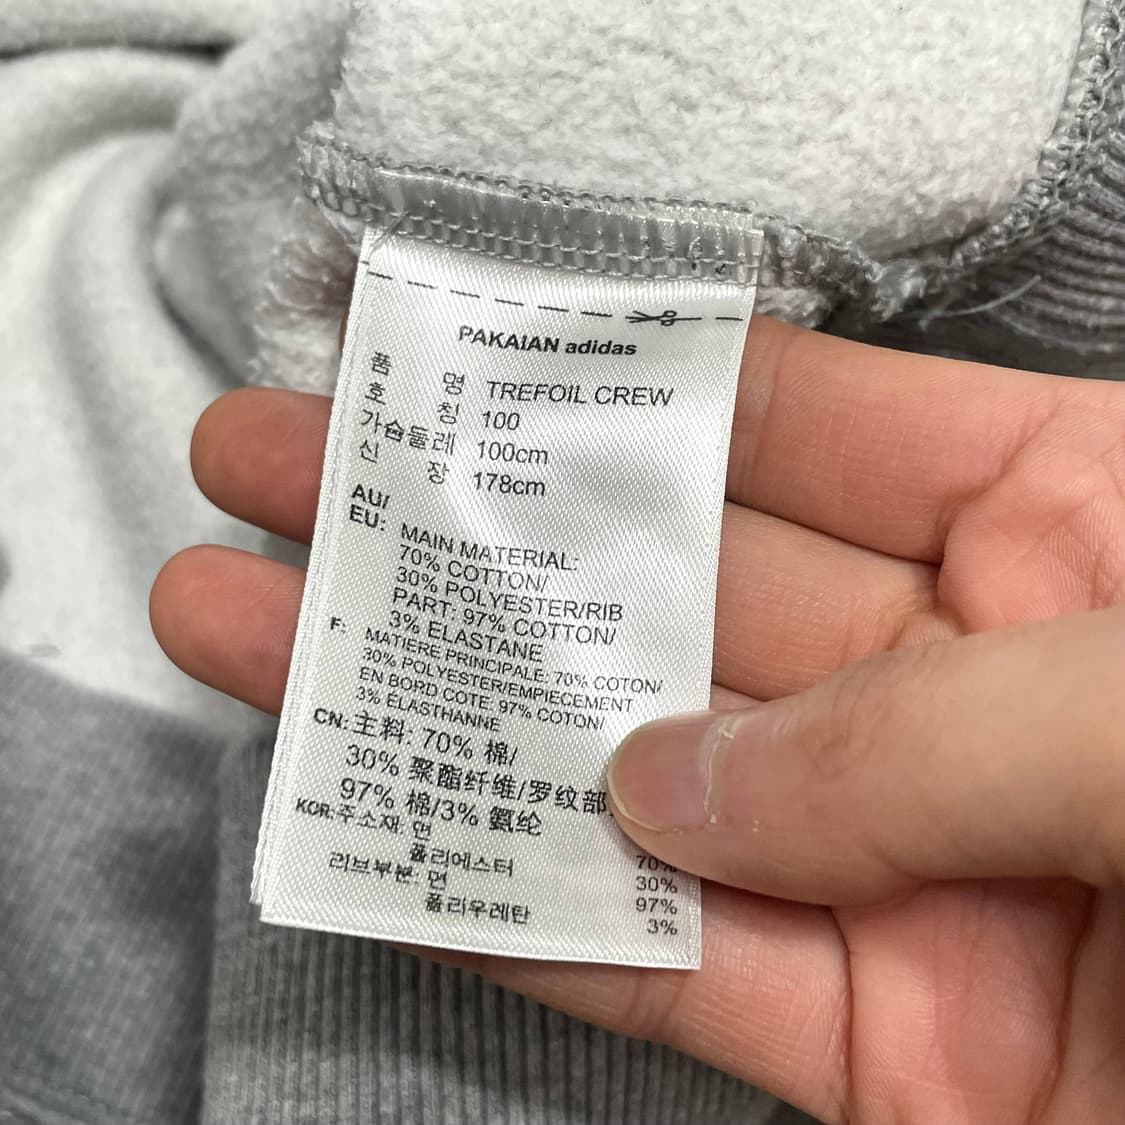 PAKAIAN adidas
품 명 TREFOIL CREW
호 칭 100
가슴둘레 100cm
신 장 178cm
AU/
EU: MAIN MATERIAL:
70% COTTON/
30% POLYESTER/RIB
PART: 97% COTTON/
3% ELASTANE
F: MATIERE PRINCIPALE: 70% COTON/
30% POLYESTER/EMPIECEMENT
EN BORD COTE: 97% COTON/
3% ELASTHANNE
CN: 主料: 70% 棉/
30% 聚酯纤维/罗纹部
97% 棉/3% 氨纶
KOR: 주소재: 면 70%
폴리에스터 30%
리브부분: 면 97%
폴리우레탄 3%